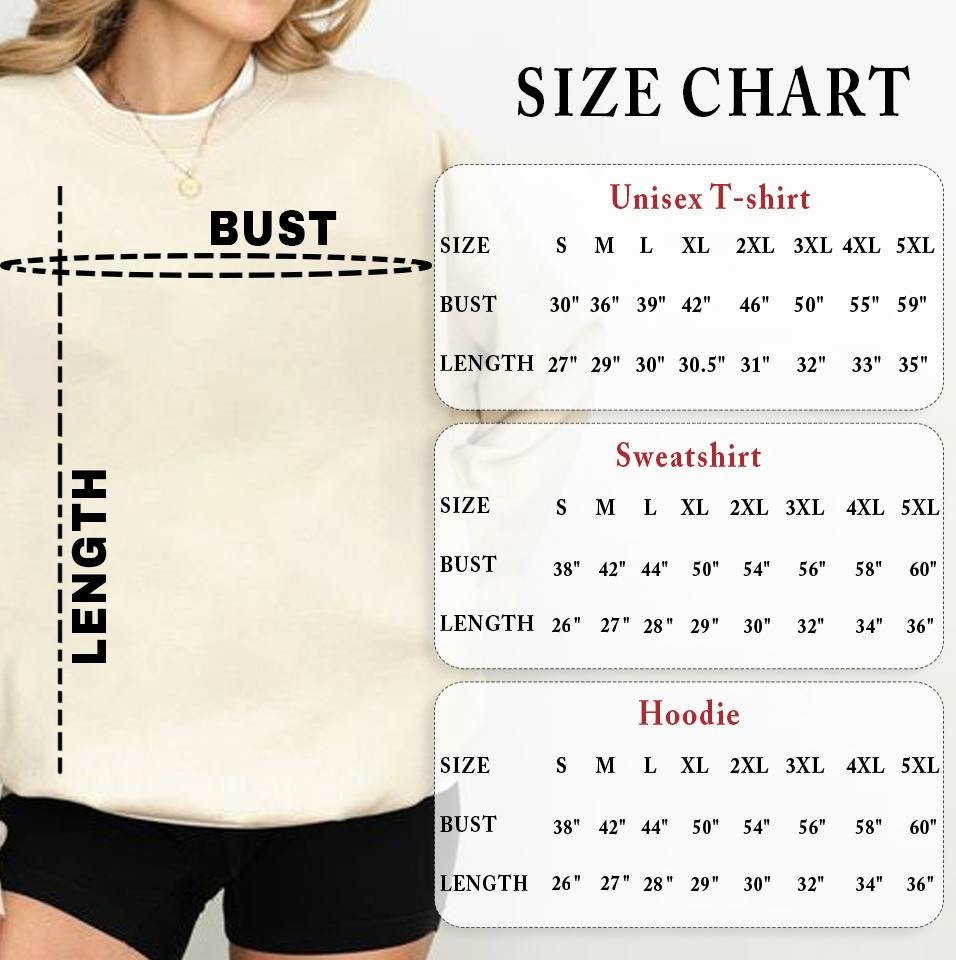 SIZE CHART
BUST
LENGTH
Unisex T-shirt
SIZE S M L XL 2XL 3XL 4XL 5XL
BUST 30" 36" 39" 42" 46" 50" 55" 59"
LENGTH 27" 29" 30" 30.5" 31" 32" 33" 35"
Sweatshirt
SIZE S M L XL 2XL 3XL 4XL 5XL
BUST 38" 42" 44" 50" 54" 56" 58" 60"
LENGTH 26" 27" 28" 29" 30" 32" 34" 36"
Hoodie
SIZE S M L XL 2XL 3XL 4XL 5XL
BUST 38" 42" 44" 50" 54" 56" 58" 60"
LENGTH 26" 27" 28" 29" 30" 32" 34" 36"